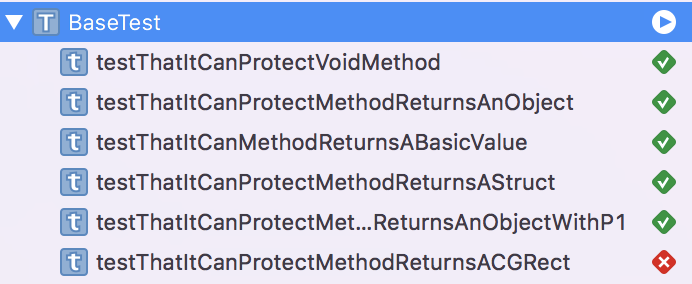 T BaseTest
t testThatItCanProtectVoidMethod
t testThatItCanProtectMethodReturnsAnObject
t testThatItCanMethodReturnsABasicValue
t testThatItCanProtectMethodReturnsAStruct
t testThatItCanProtectMet...ReturnsAnObjectWithP1
t testThatItCanProtectMethodReturnsACGRect